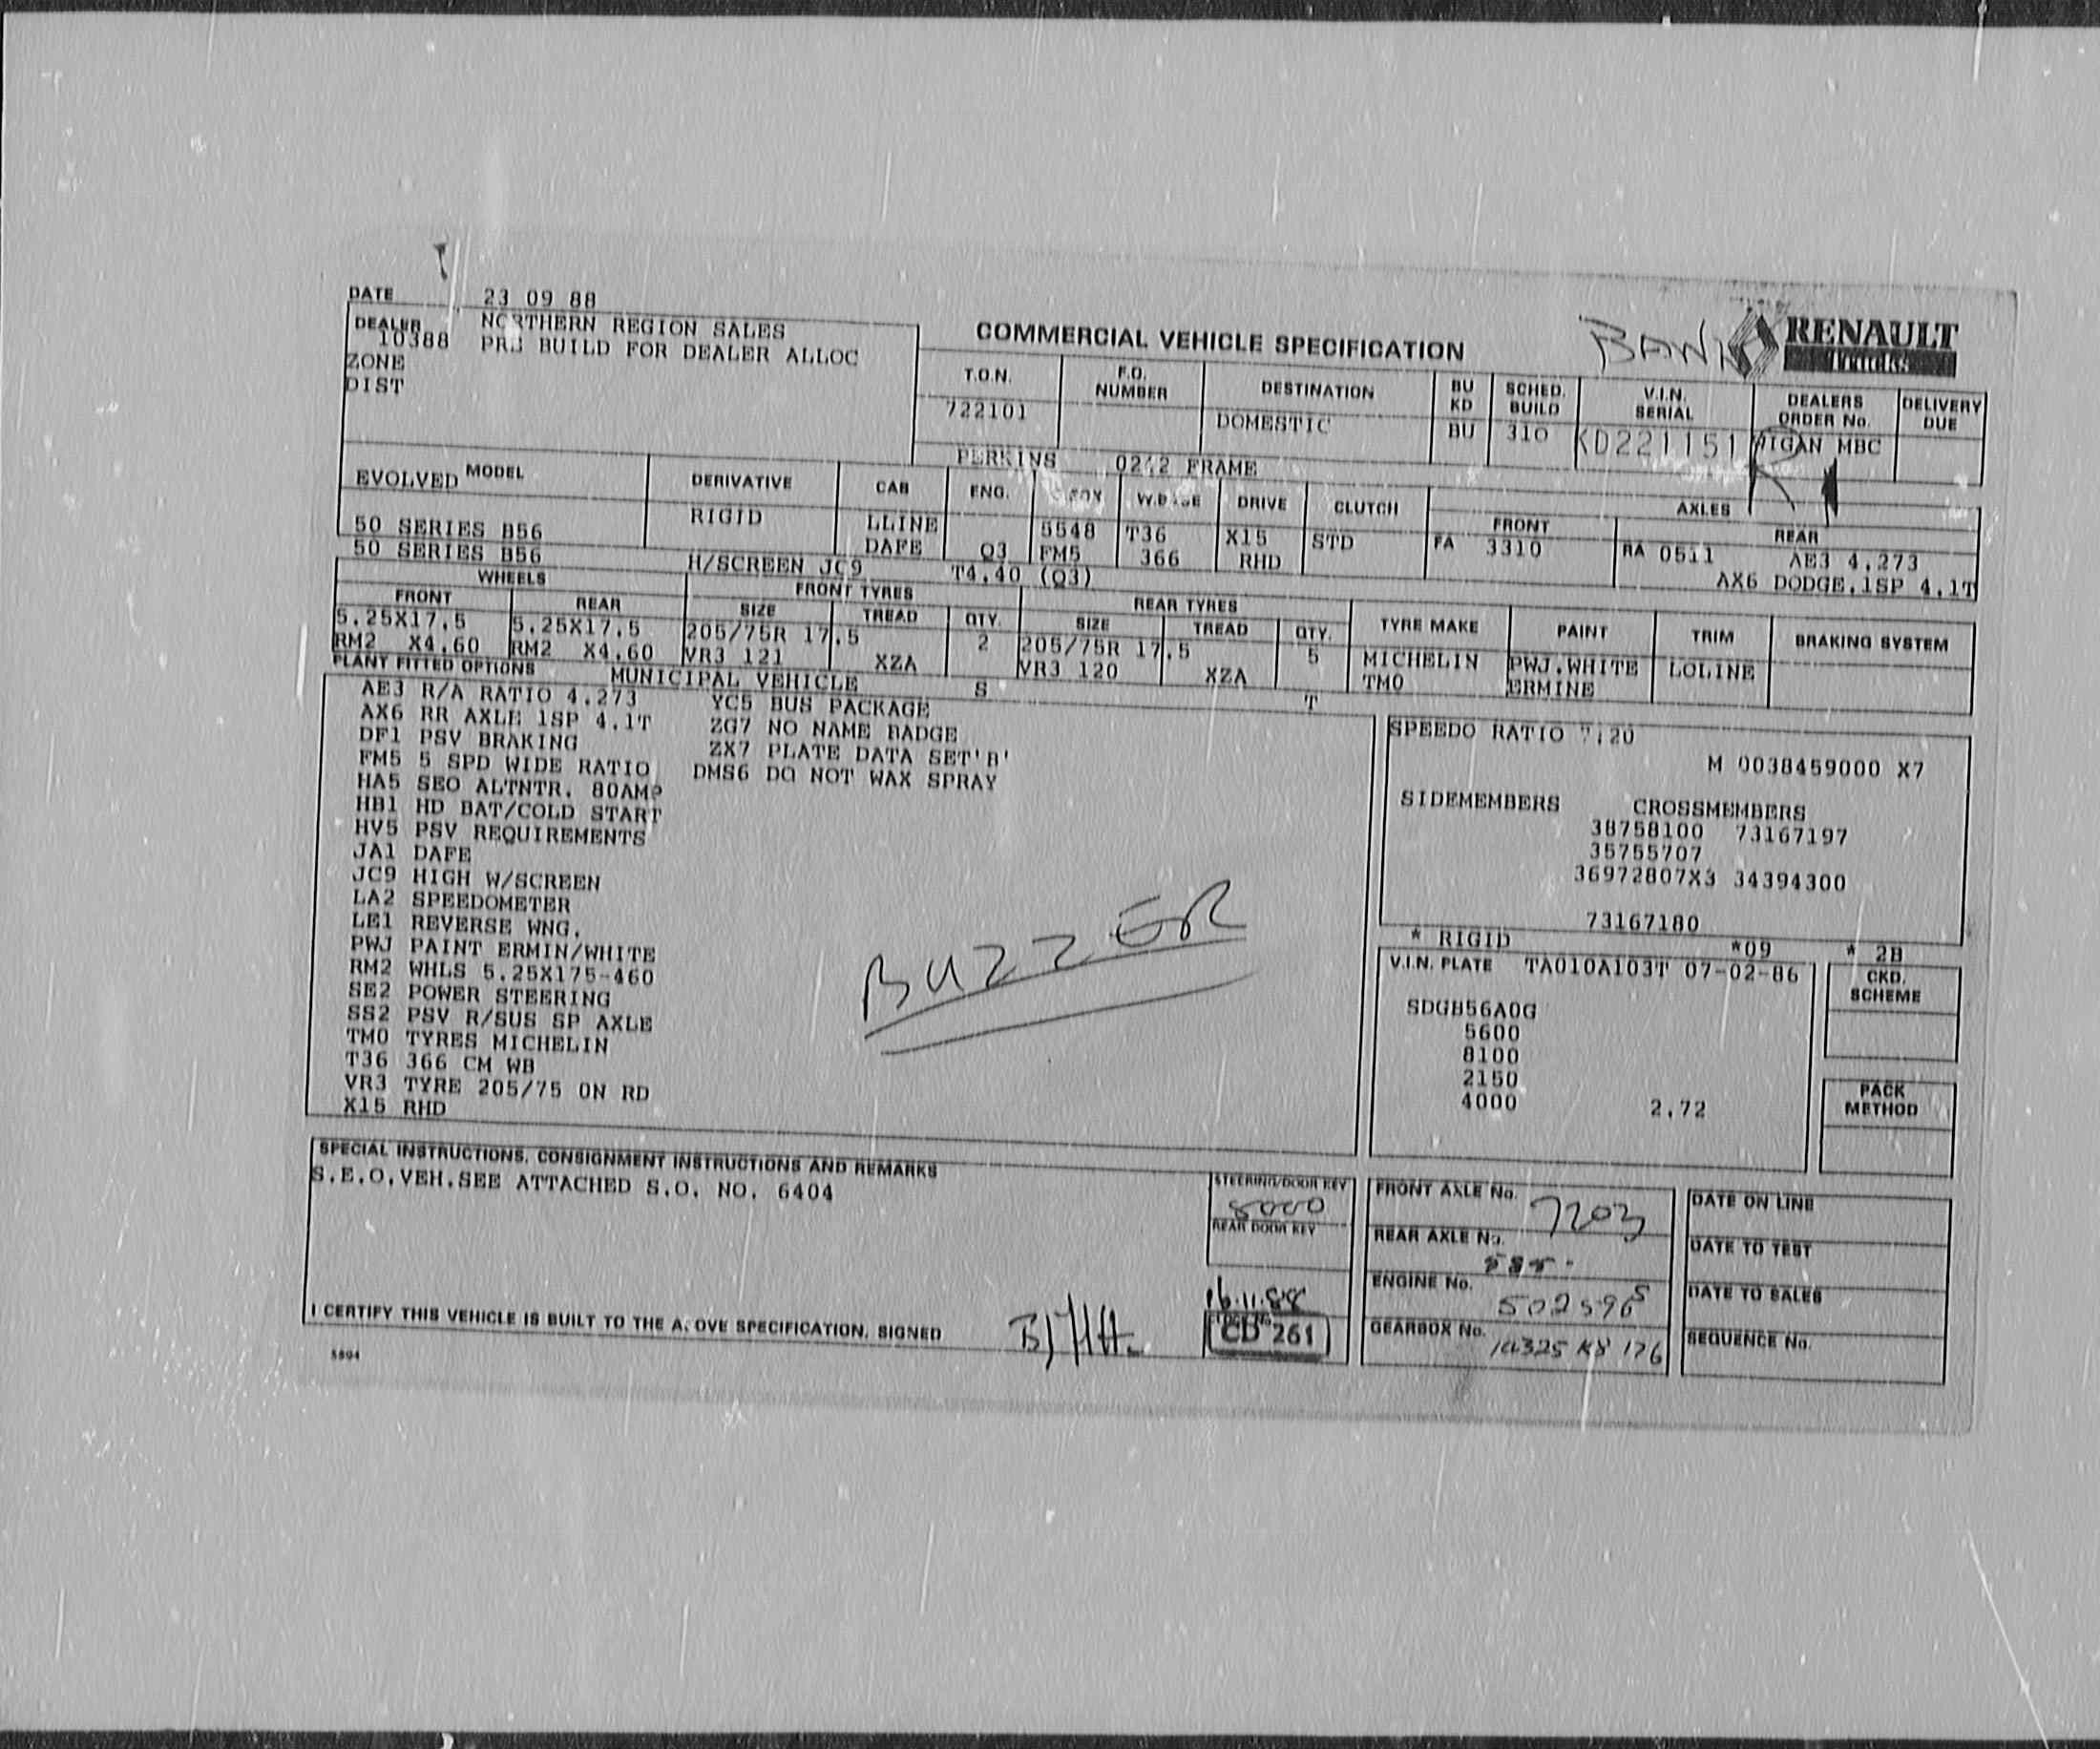 DATE 23 09 88
DEALER NORTHERN REGION SALES
10388 PRE BUILD FOR DEALER ALLOC
ZONE
DIST
COMMERCIAL VEHICLE SPECIFICATION
RENAULT
Trucks
T.O.N. F.O. NUMBER DESTINATION BU KD SCHED. BUILD V.I.N. SERIAL DEALERS ORDER No. DELIVERY DUE
722101 DOMESTIC BU 310 KD221151 WIGAN MBC
PERKINS 0242 FRAME
MODEL DERIVATIVE CAB ENG. W.BASE DRIVE CLUTCH AXLES
FRONT REAR
EVOLVED RIGID
50 SERIES B56 LLINE 5548 T36 X15 STD FA 3310 RA 0511 AE3 4.273
50 SERIES B56 DAFE Q3 FM5 366 RHD
H/SCREEN JC9 T4.40 (Q3) AX6 DODGE.1SP 4.1T
WHEELS FRONT TYRES REAR TYRES TYRE MAKE PAINT TRIM BRAKING SYSTEM
FRONT REAR SIZE TREAD QTY. SIZE TREAD QTY.
5.25X17.5 5.25X17.5 205/75R 17.5 2 205/75R 17.5 5 MICHELIN PWJ.WHITE LOLINE
RM2 X4.60 RM2 X4.60 VR3 121 XZA VR3 120 XZA TMO ERMINE
PLANT FITTED OPTIONS MUNICIPAL VEHICLE S T
AE3 R/A RATIO 4.273 YC5 BUS PACKAGE
AX6 RR AXLE 1SP 4.1T ZG7 NO NAME BADGE
DF1 PSV BRAKING ZX7 PLATE DATA SET'B'
FM5 5 SPD WIDE RATIO DMS6 DO NOT WAX SPRAY
HA5 SEO ALTNTR. 80AMP
HB1 HD BAT/COLD START
HV5 PSV REQUIREMENTS
JA1 DAFE
JC9 HIGH W/SCREEN
LA2 SPEEDOMETER
LE1 REVERSE WNG.
PWJ PAINT ERMIN/WHITE
RM2 WHLS 5.25X175-460
SE2 POWER STEERING
SS2 PSV R/SUS SP AXLE
TMO TYRES MICHELIN
T36 366 CM WB
VR3 TYRE 205/75 ON RD
X15 RHD
BUZZER
SPEEDO RATIO 7:20
M 0038459000 X7
SIDEMEMBERS CROSSMEMBERS
38758100 73167197
35755707
36972807X3 34394300
73167180
* RIGID *09 * 2B
V.I.N. PLATE TA010A103T 07-02-86
SDGB56A0G
5600
8100
2150
4000 2.72
CKD. SCHEME
PACK METHOD
SPECIAL INSTRUCTIONS, CONSIGNMENT INSTRUCTIONS AND REMARKS
S.E.O.VEH.SEE ATTACHED S.O. NO. 6404
STEERING/DOOR KEY
8000
REAR DOOR KEY
16.11.88
CD 261
I CERTIFY THIS VEHICLE IS BUILT TO THE ABOVE SPECIFICATION. SIGNED
5504
FRONT AXLE No. 7203
REAR AXLE No.
ENGINE No.
GEARBOX No.
DATE ON LINE
DATE TO TEST
DATE TO SALES
SEQUENCE No.